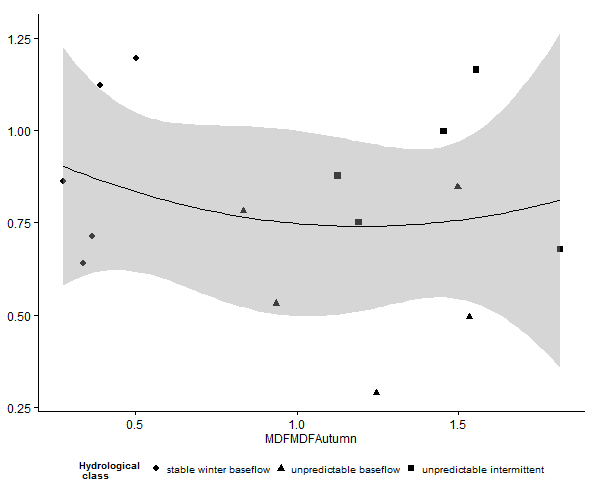 1.25
1.00
0.75
0.50
0.25
0.5 1.0 1.5
MDFMDFAutumn
Hydrological
class
stable winter baseflow unpredictable baseflow unpredictable intermittent